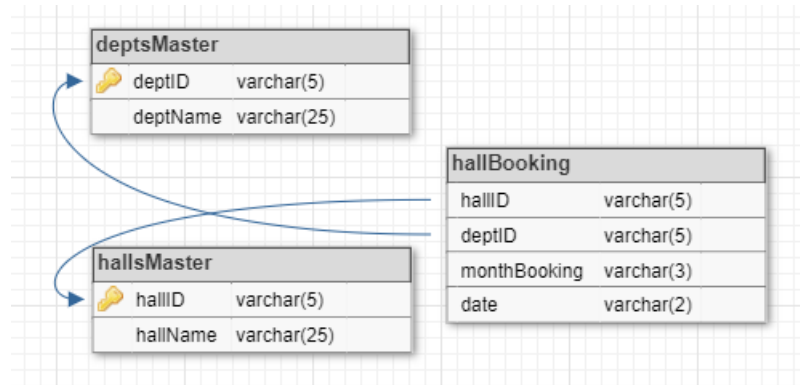 deptsMaster
deptID varchar(5)
deptName varchar(25)
hallBooking
hallID varchar(5)
deptID varchar(5)
monthBooking varchar(3)
date varchar(2)
hallsMaster
hallID varchar(5)
hallName varchar(25)